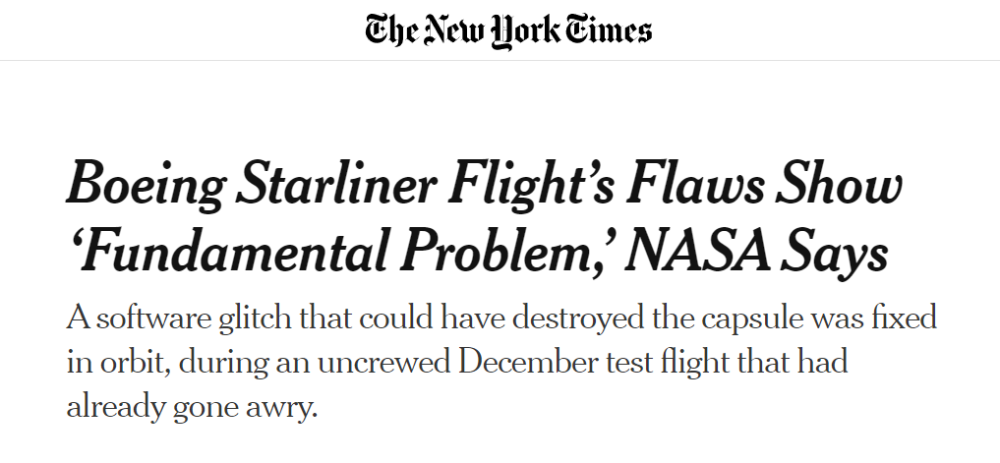 The New York Times
Boeing Starliner Flight’s Flaws Show
‘Fundamental Problem,’ NASA Says
A software glitch that could have destroyed the capsule was fixed
in orbit, during an uncrewed December test flight that had
already gone awry.